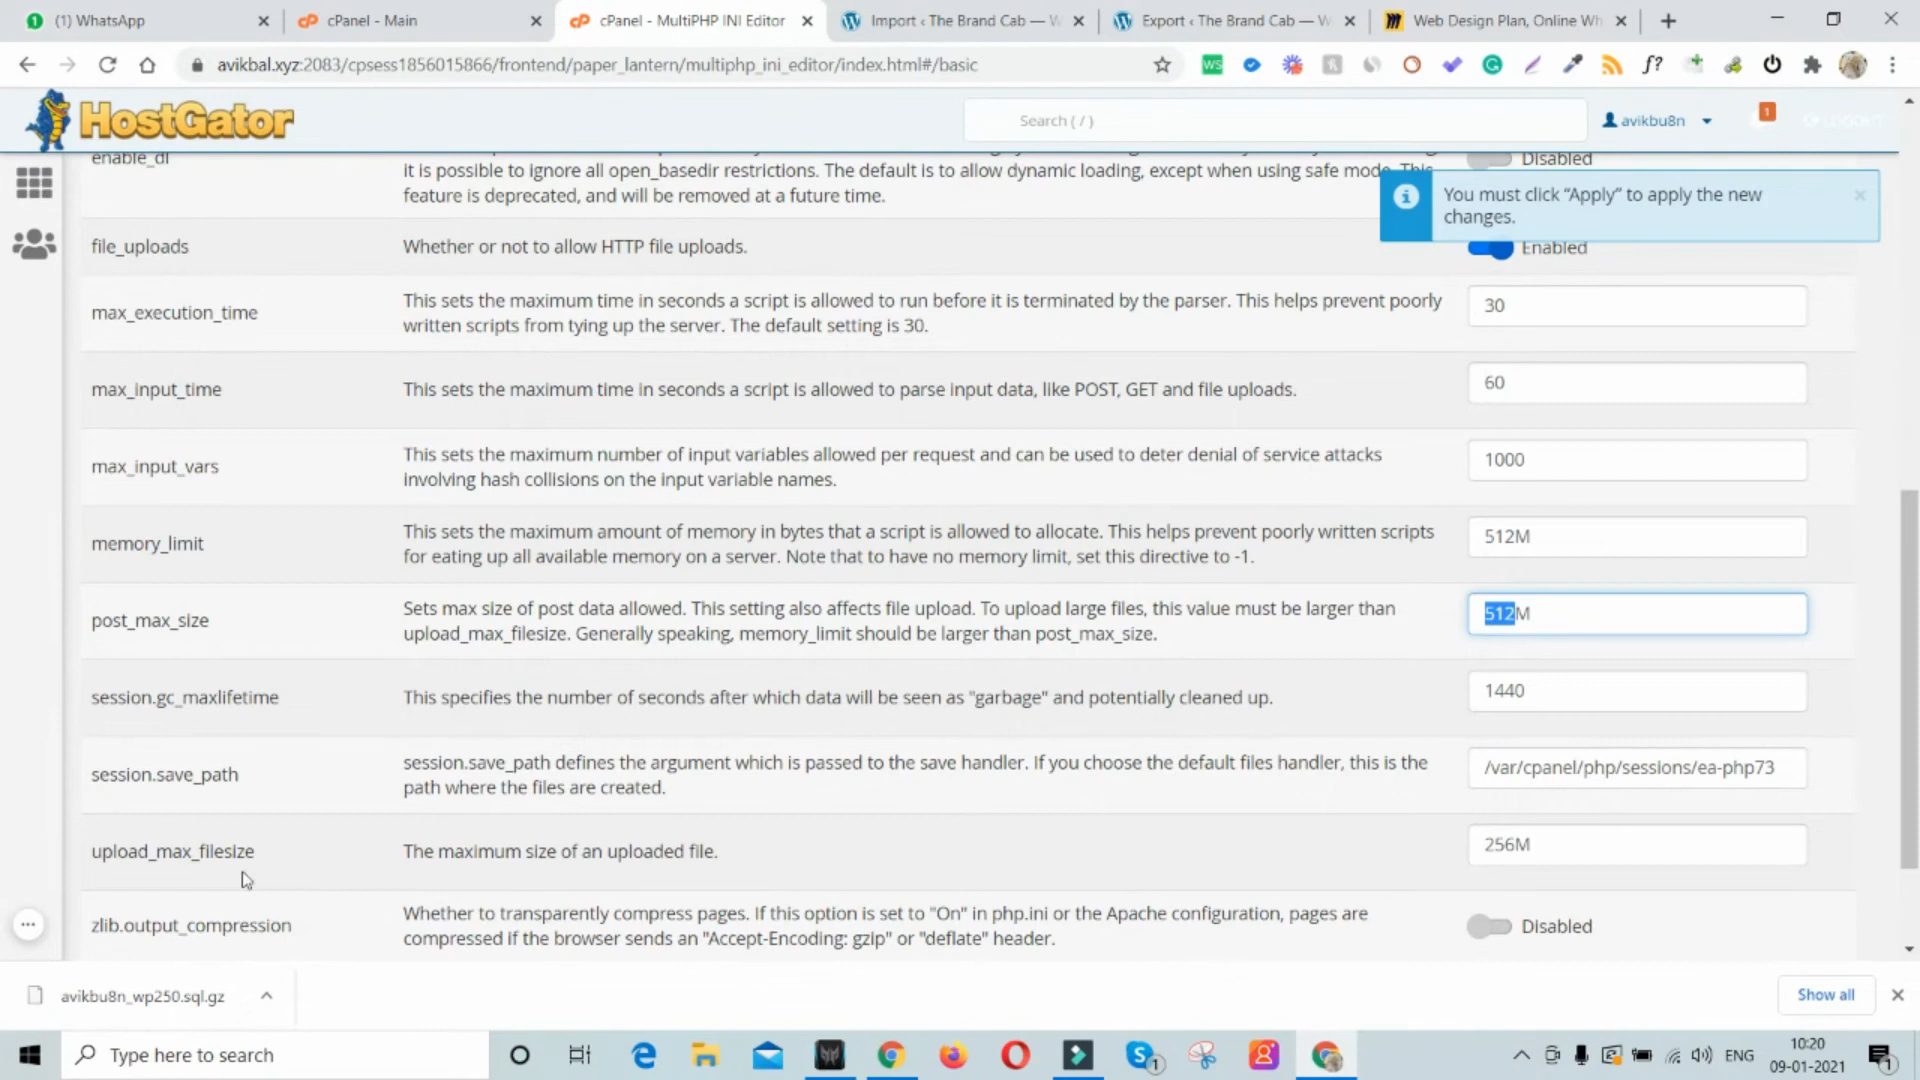 (1) WhatsApp
cPanel - Main
cPanel - MultiPHP INI Editor
Import ‹ The Brand Cab — W
Export ‹ The Brand Cab — W
Web Design Plan, Online Wh
avikbal.xyz:2083/cpsess1856015866/frontend/paper_lantern/multiphp_ini_editor/index.html#/basic
WS
f?
HostGator
Search ( / )
avikbu8n
1
LOGOUT
enable_dl
it is possible to ignore all open_basedir restrictions. The default is to allow dynamic loading, except when using safe mode. This
feature is deprecated, and will be removed at a future time.
Disabled
You must click “Apply” to apply the new
changes.
file_uploads
Whether or not to allow HTTP file uploads.
Enabled
max_execution_time
This sets the maximum time in seconds a script is allowed to run before it is terminated by the parser. This helps prevent poorly
written scripts from tying up the server. The default setting is 30.
30
max_input_time
This sets the maximum time in seconds a script is allowed to parse input data, like POST, GET and file uploads.
60
max_input_vars
This sets the maximum number of input variables allowed per request and can be used to deter denial of service attacks
involving hash collisions on the input variable names.
1000
memory_limit
This sets the maximum amount of memory in bytes that a script is allowed to allocate. This helps prevent poorly written scripts
for eating up all available memory on a server. Note that to have no memory limit, set this directive to -1.
512M
post_max_size
Sets max size of post data allowed. This setting also affects file upload. To upload large files, this value must be larger than
upload_max_filesize. Generally speaking, memory_limit should be larger than post_max_size.
512M
session.gc_maxlifetime
This specifies the number of seconds after which data will be seen as "garbage" and potentially cleaned up.
1440
session.save_path
session.save_path defines the argument which is passed to the save handler. If you choose the default files handler, this is the
path where the files are created.
/var/cpanel/php/sessions/ea-php73
upload_max_filesize
The maximum size of an uploaded file.
256M
zlib.output_compression
Whether to transparently compress pages. If this option is set to "On" in php.ini or the Apache configuration, pages are
compressed if the browser sends an "Accept-Encoding: gzip" or "deflate" header.
Disabled
avikbu8n_wp250.sql.gz
Show all
Type here to search
ENG
10:20
09-01-2021